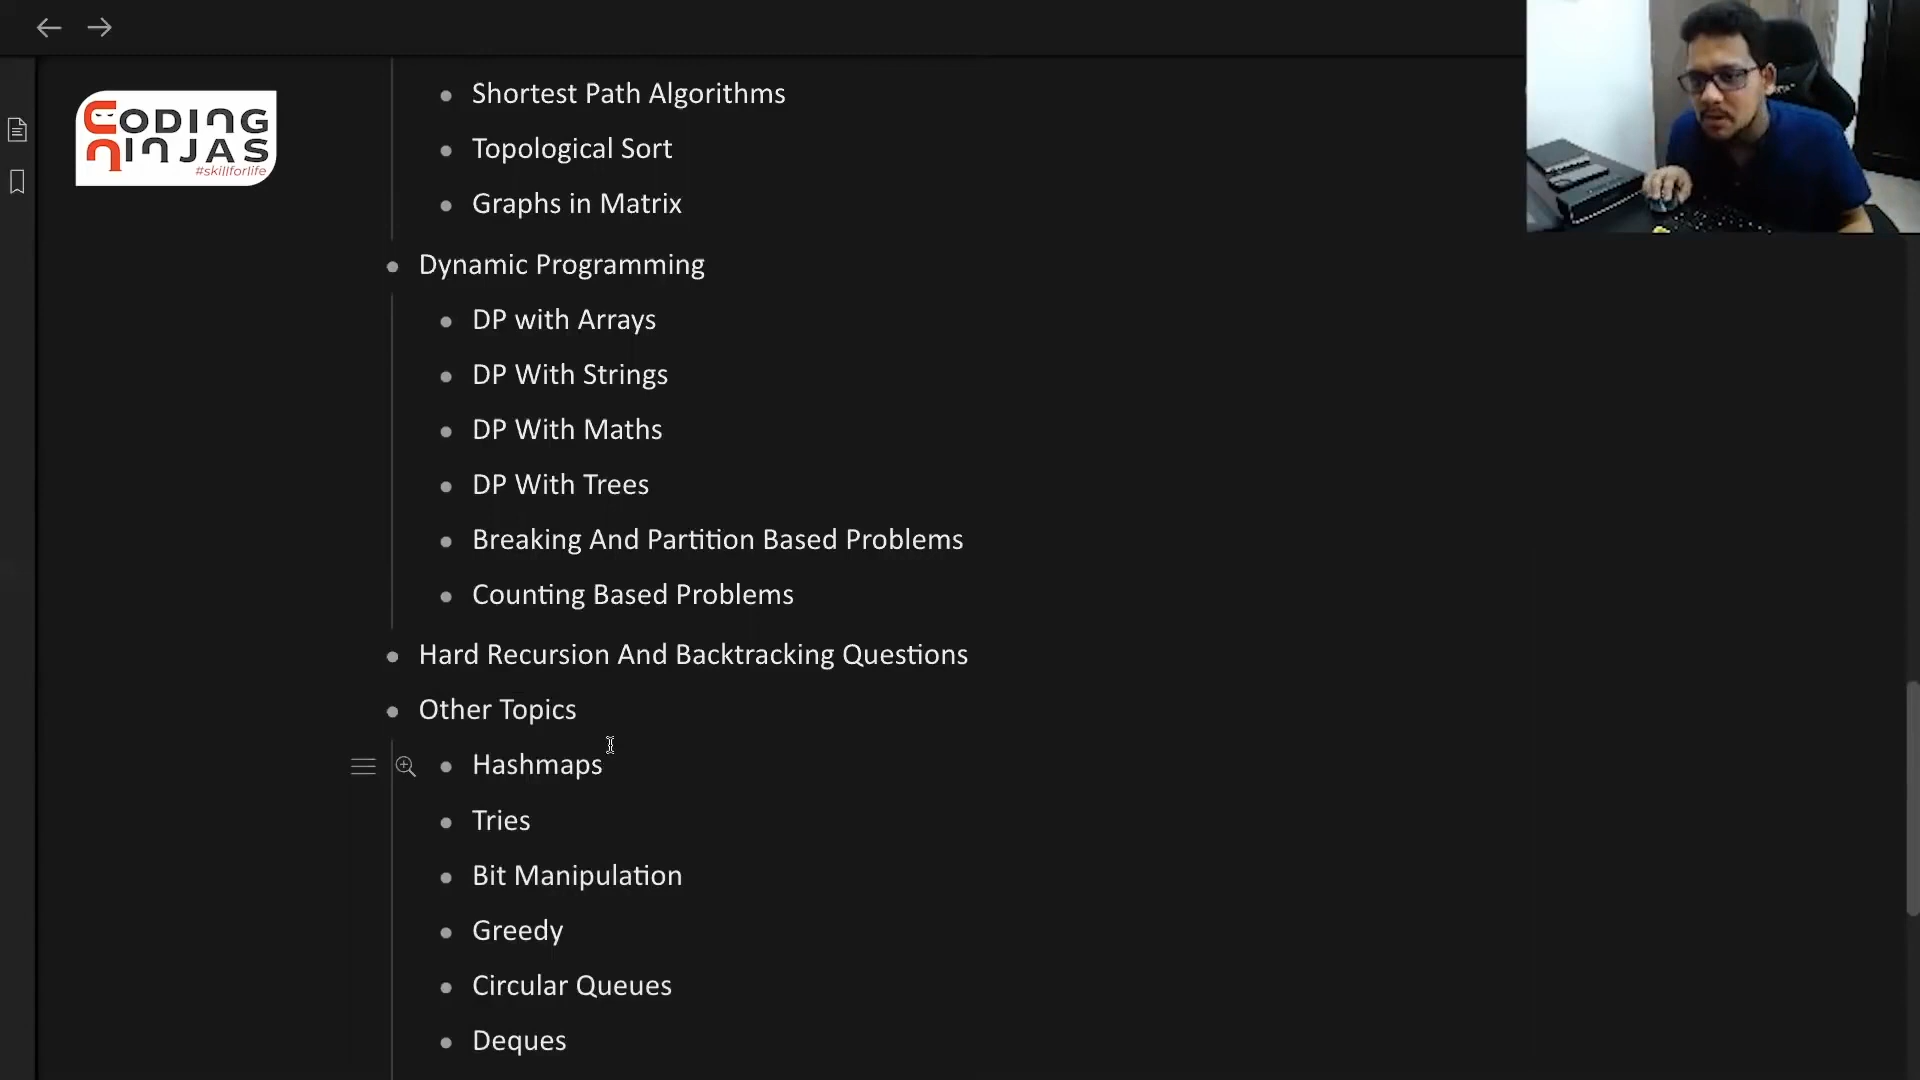 CODING
NINJAS
#skillforlife
Shortest Path Algorithms
Topological Sort
Graphs in Matrix
Dynamic Programming
DP with Arrays
DP With Strings
DP With Maths
DP With Trees
Breaking And Partition Based Problems
Counting Based Problems
Hard Recursion And Backtracking Questions
Other Topics
Hashmaps
Tries
Bit Manipulation
Greedy
Circular Queues
Deques